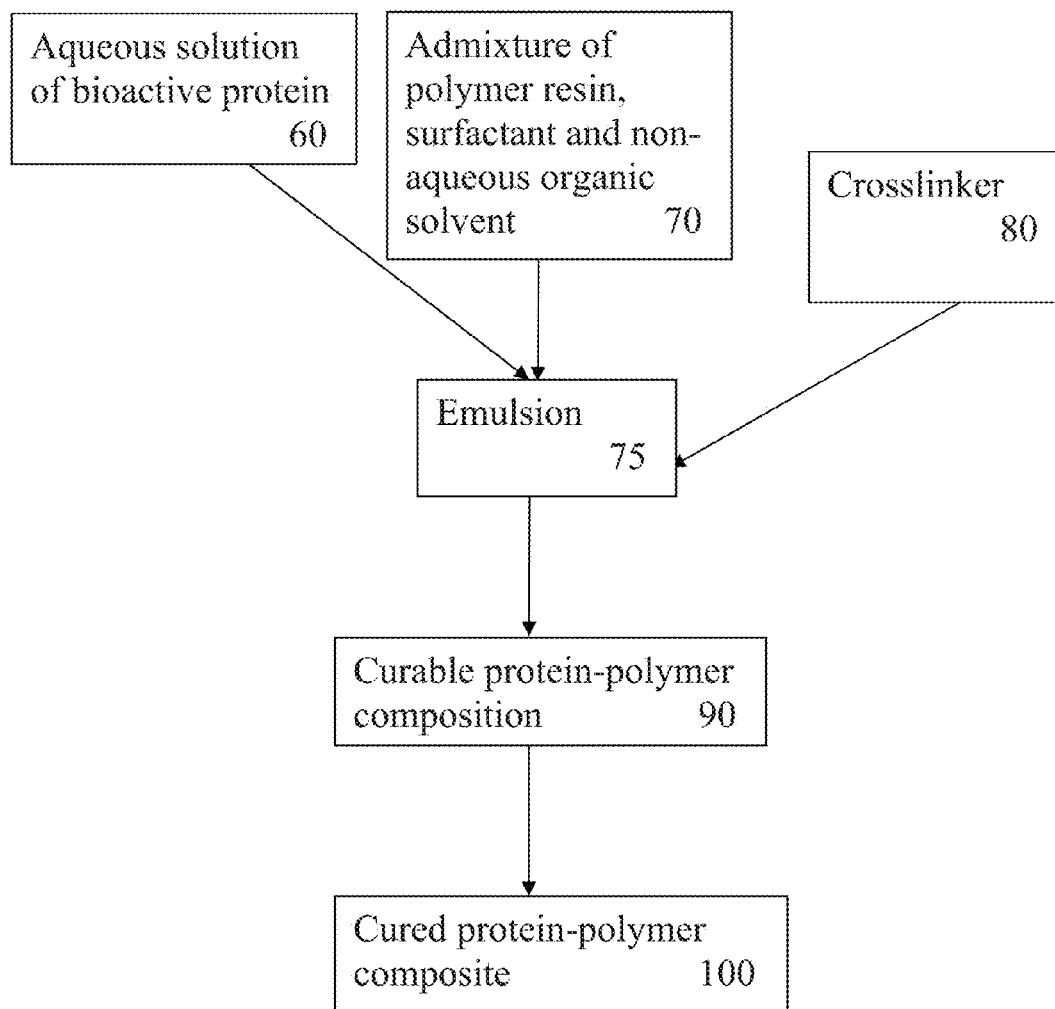 Aqueous solution
of bioactive protein
60
Admixture of
polymer resin,
surfactant and non-
aqueous organic
solvent 70
Crosslinker
80
Emulsion
75
Curable protein-polymer
composition 90
Cured protein-polymer
composite 100